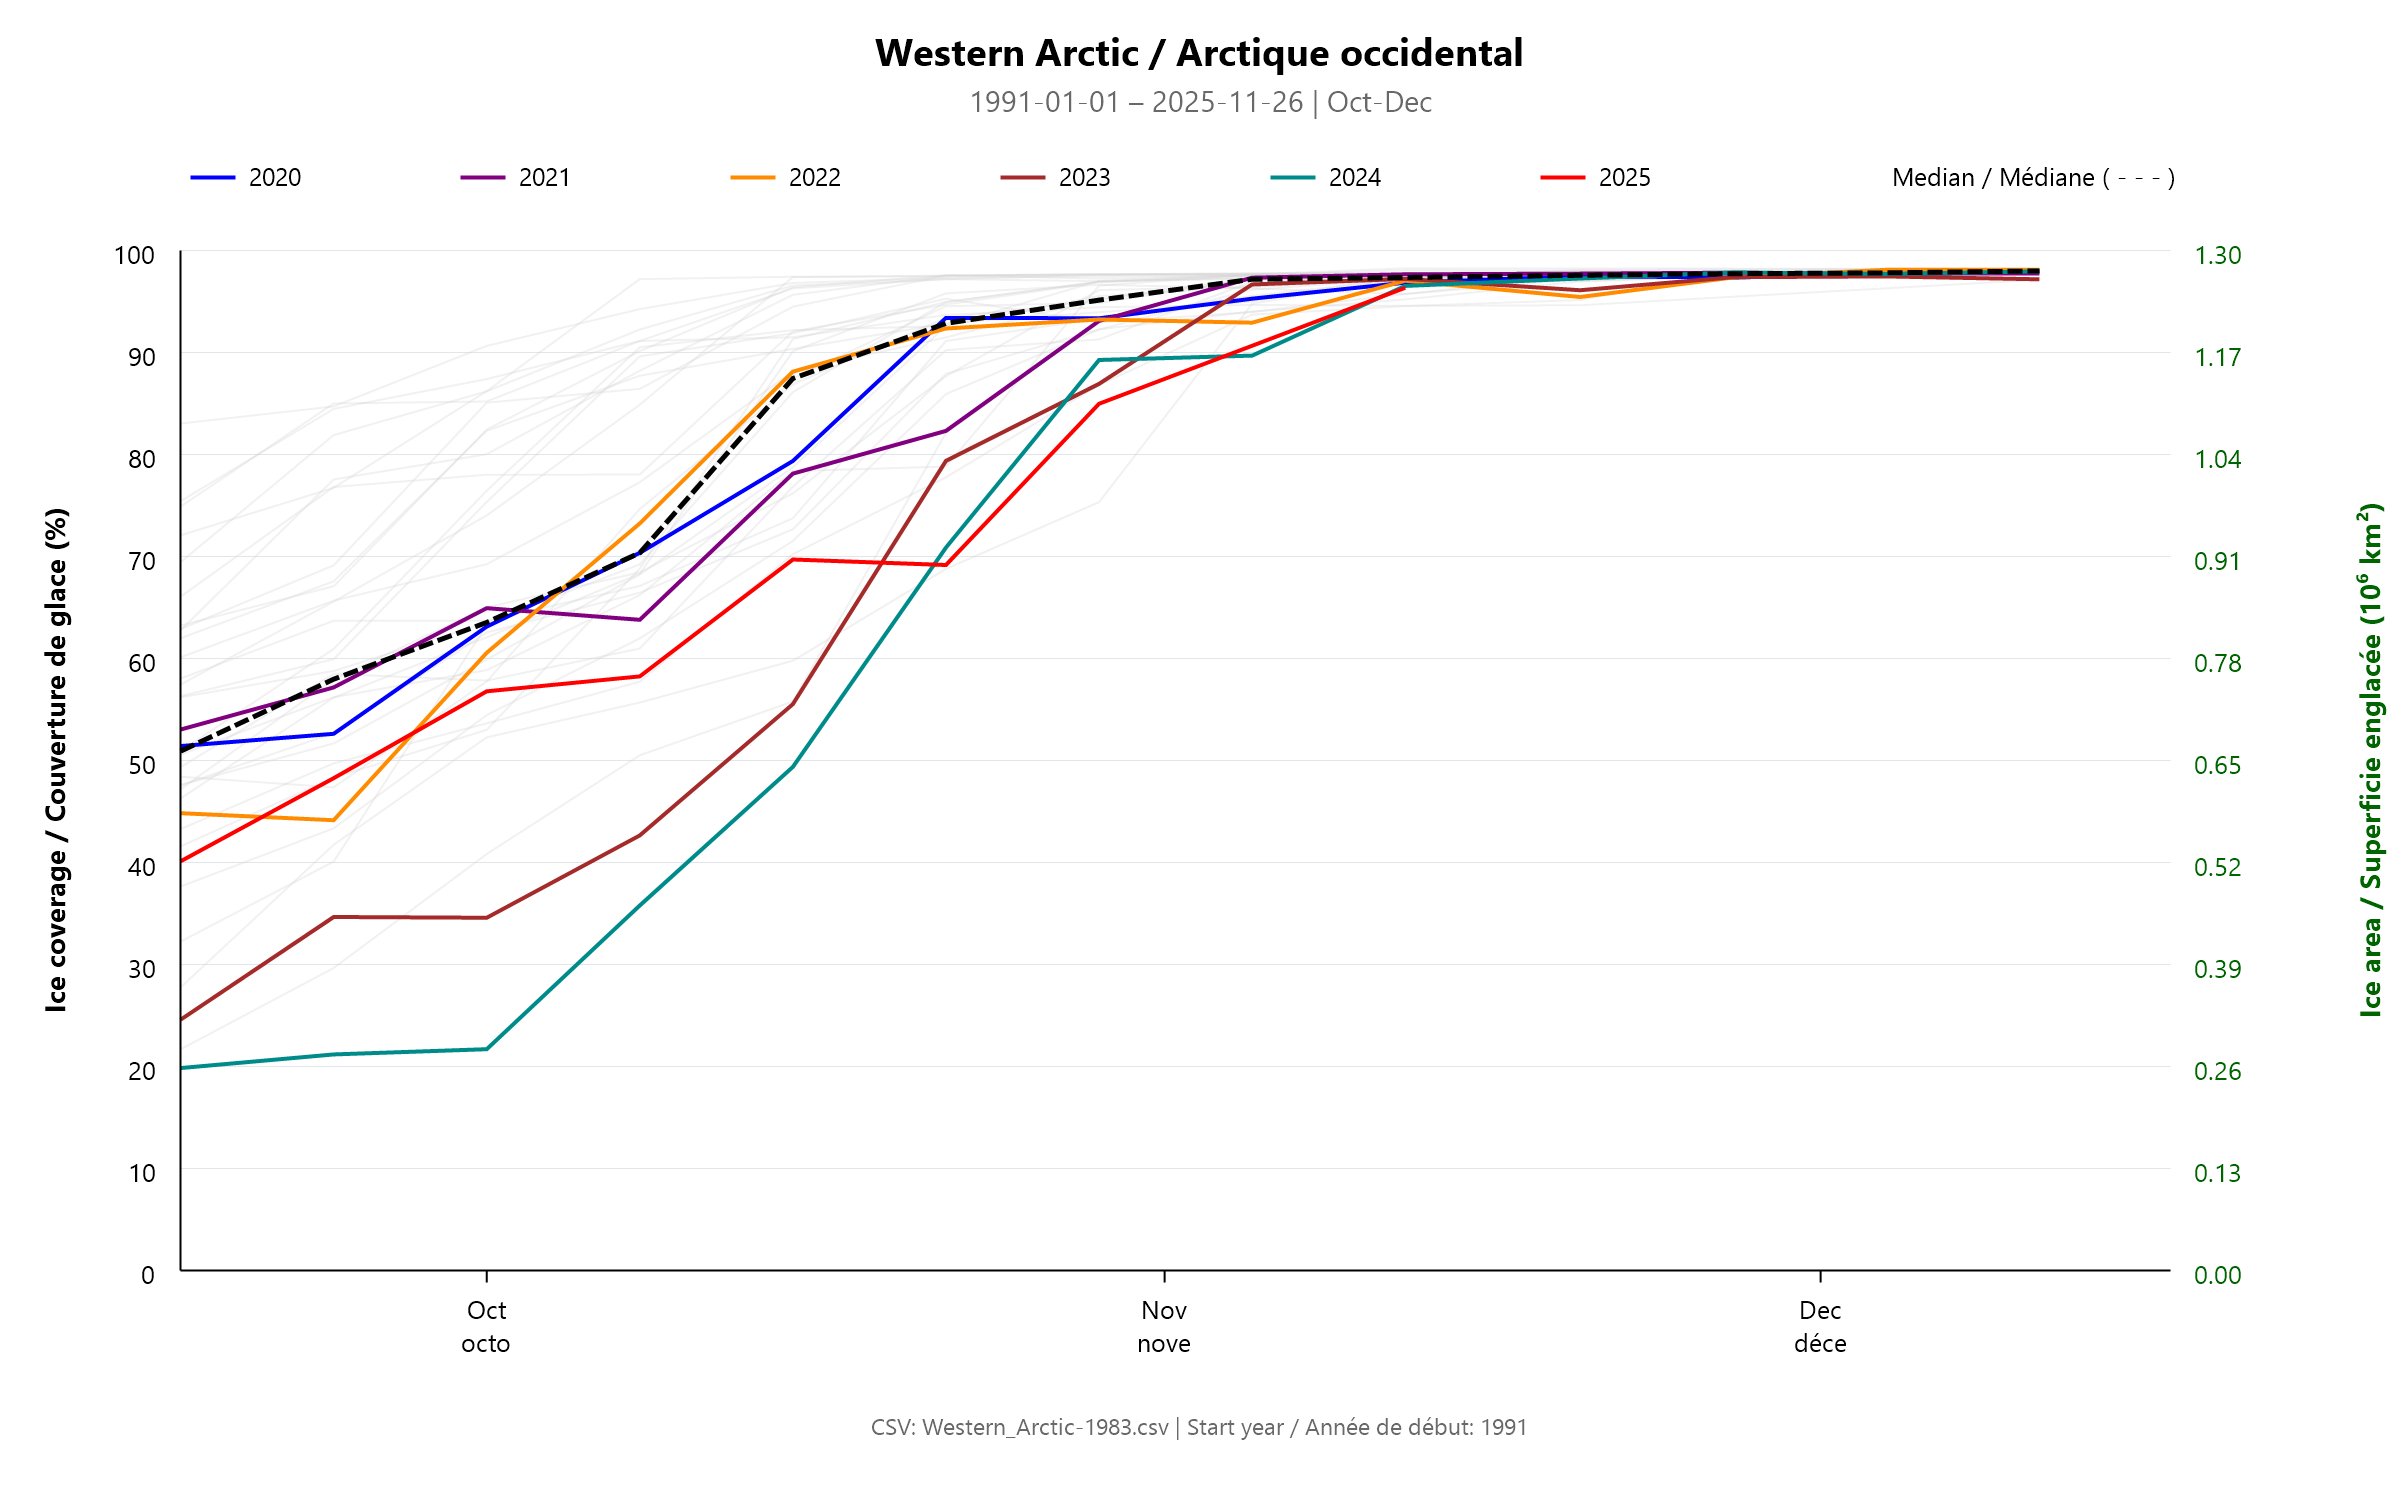 Western Arctic / Arctique occidental
1991-01-01 – 2025-11-26 | Oct-Dec
2020 2021 2022 2023 2024 2025 Median / Médiane ( - - - )
Ice coverage / Couverture de glace (%)
100
90
80
70
60
50
40
30
20
10
0
1.30
1.17
1.04
0.91
0.78
0.65
0.52
0.39
0.26
0.13
0.00
Ice area / Superficie englacée (10⁶ km²)
Oct Nov Dec
octo nove déce
CSV: Western_Arctic-1983.csv | Start year / Année de début: 1991